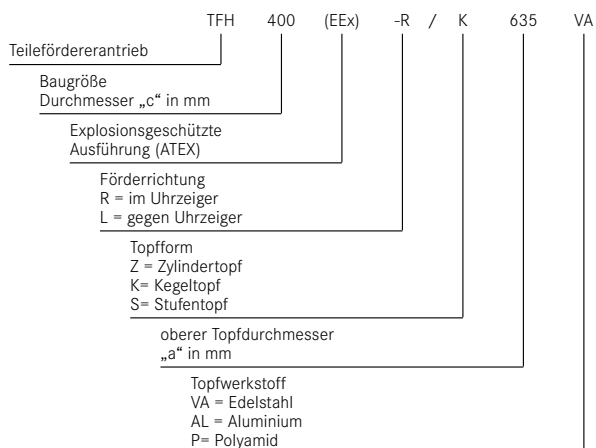 TFH 400 (EEx) -R / K 635 VA
Teilefördererantrieb
Baugröße
Durchmesser „c“ in mm
Explosionsgeschützte
Ausführung (ATEX)
Förderrichtung
R = im Uhrzeiger
L = gegen Uhrzeiger
Topfform
Z = Zylindertopf
K= Kegeltopf
S= Stufentopf
oberer Topfdurchmesser
„a“ in mm
Topfwerkstoff
VA = Edelstahl
AL = Aluminium
P= Polyamid